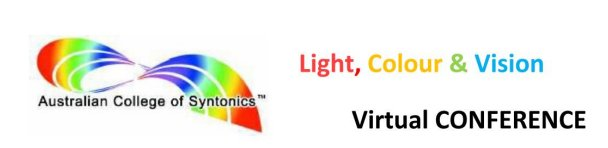 Light, Colour & Vision
Australian College of Syntonics™
Virtual CONFERENCE